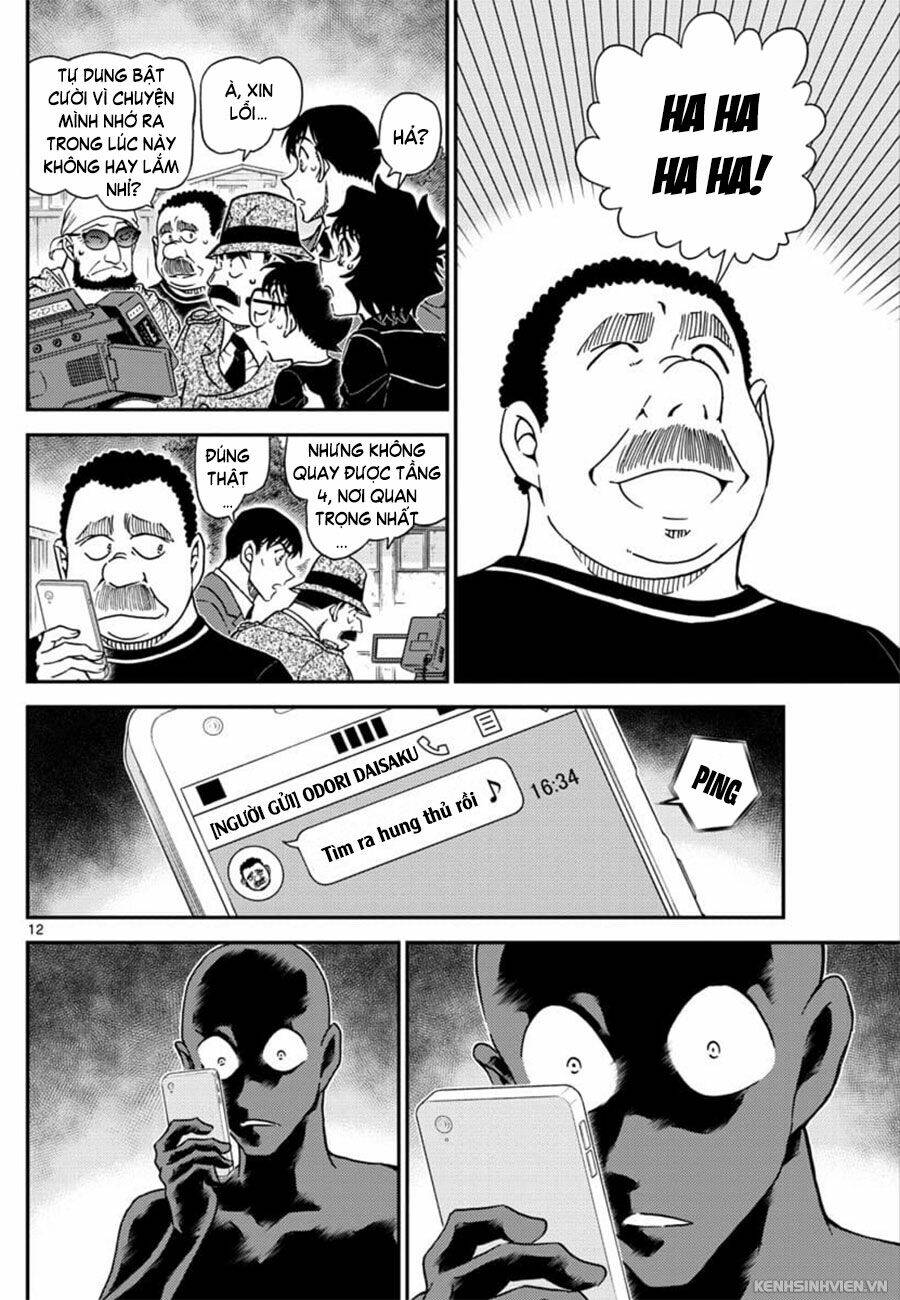 HA HA
HA HA!
HẢ?
À, XIN
LỔI...
TỰ DUNG BẬT
CƯỜI VÌ CHUYỆN
MÌNH NHỚ RA
TRONG LÚC NÀY
KHÔNG HAY LẮM
NHỈ?
NHƯNG KHÔNG
QUAY ĐƯỢC TẦNG
4, NƠI QUAN
TRỌNG NHẤT
...
ĐÚNG
THẬT
...
PING
[NGƯỜI GỬI] ODORI DAISAKU
Tìm ra hung thủ rồi ♪
16:34
12
KENHSINHVIEN.VN